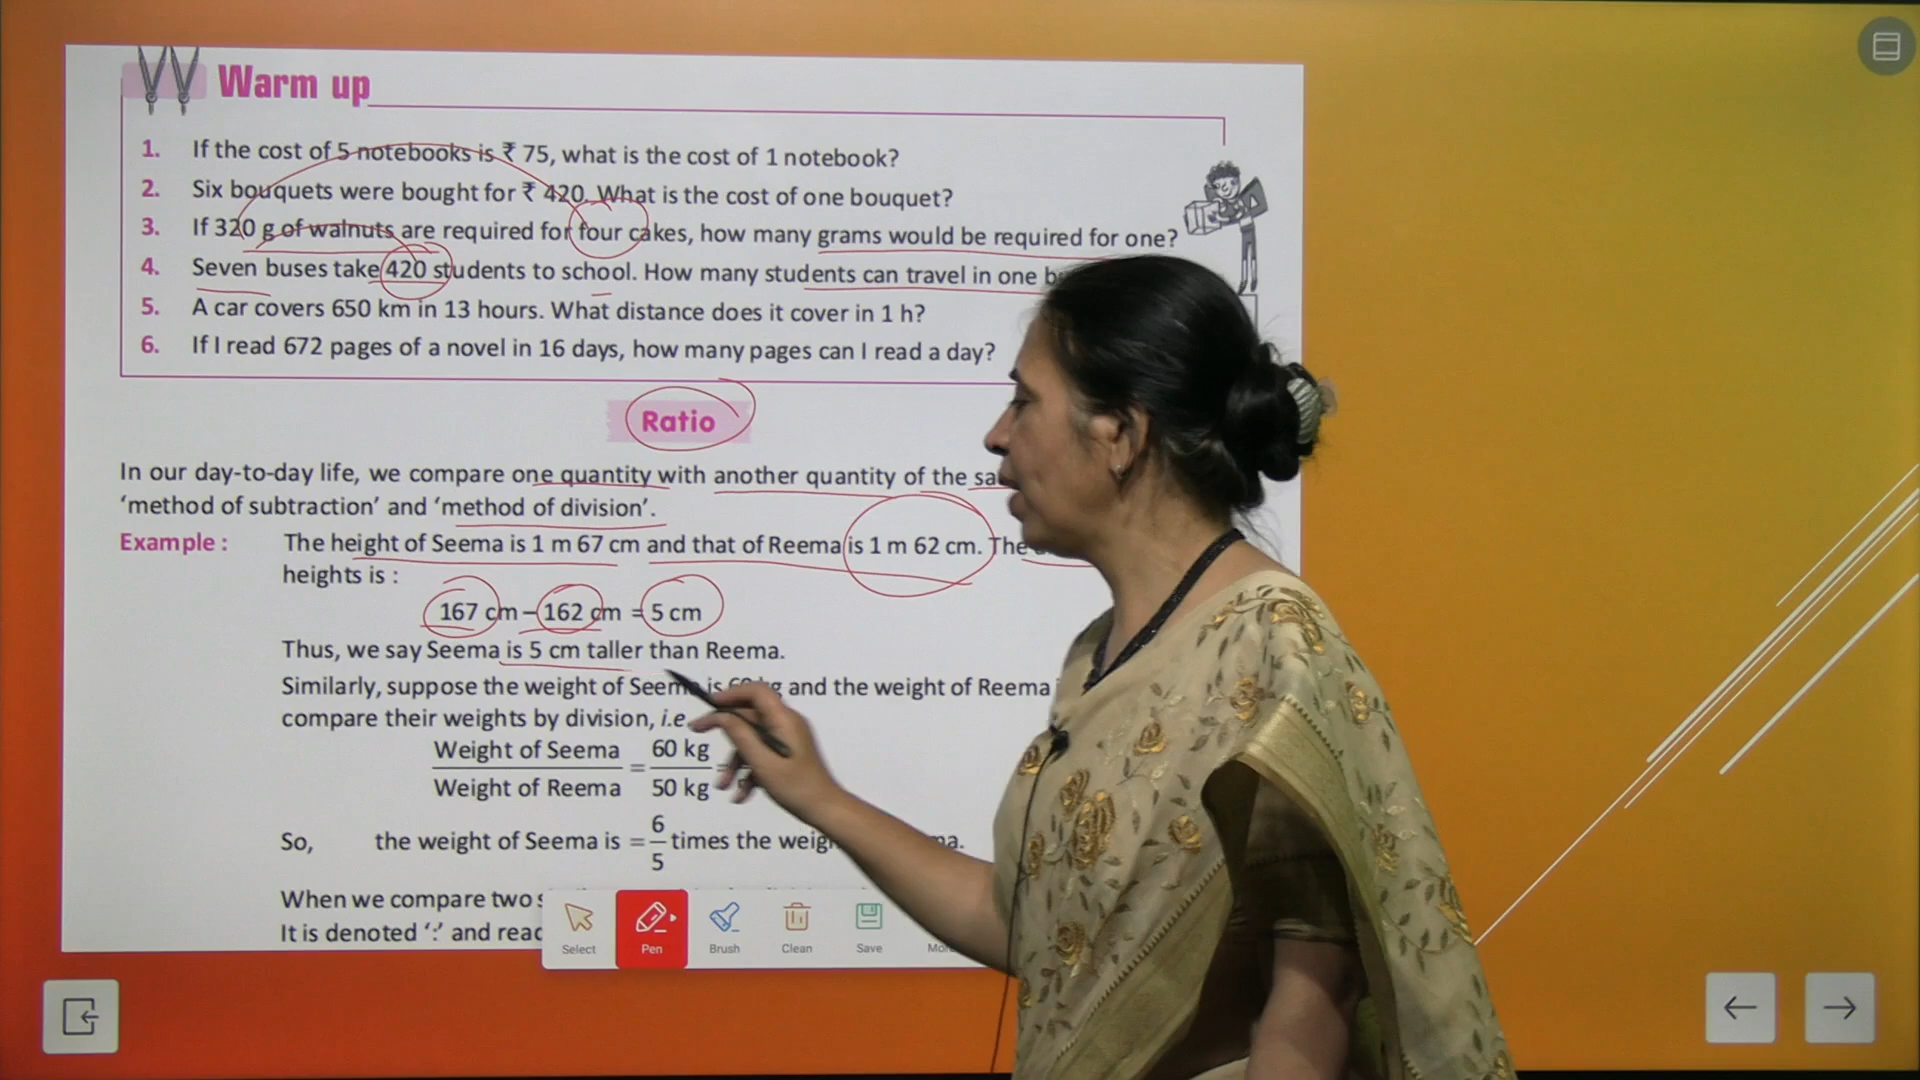 Warm up
1. If the cost of 5 notebooks is ₹ 75, what is the cost of 1 notebook?
2. Six bouquets were bought for ₹ 420. What is the cost of one bouquet?
3. If 320 g of walnuts are required for four cakes, how many grams would be required for one?
4. Seven buses take 420 students to school. How many students can travel in one
5. A car covers 650 km in 13 hours. What distance does it cover in 1 h?
6. If I read 672 pages of a novel in 16 days, how many pages can I read a day?
Ratio
In our day-to-day life, we compare one quantity with another quantity of the
‘method of subtraction’ and ‘method of division’.
Example : The height of Seema is 1 m 67 cm and that of Reema is 1 m 62 cm. The
heights is :
167 cm – 162 cm = 5 cm
Thus, we say Seema is 5 cm taller than Reema.
Similarly, suppose the weight of Seema is 60 kg and the weight of Reema
compare their weights by division, i.e.
Weight of Seema / Weight of Reema = 60 kg / 50 kg =
So, the weight of Seema is = 6/5 times the
When we compare two
It is denoted ‘:’ and
Select Pen Brush Clean Save